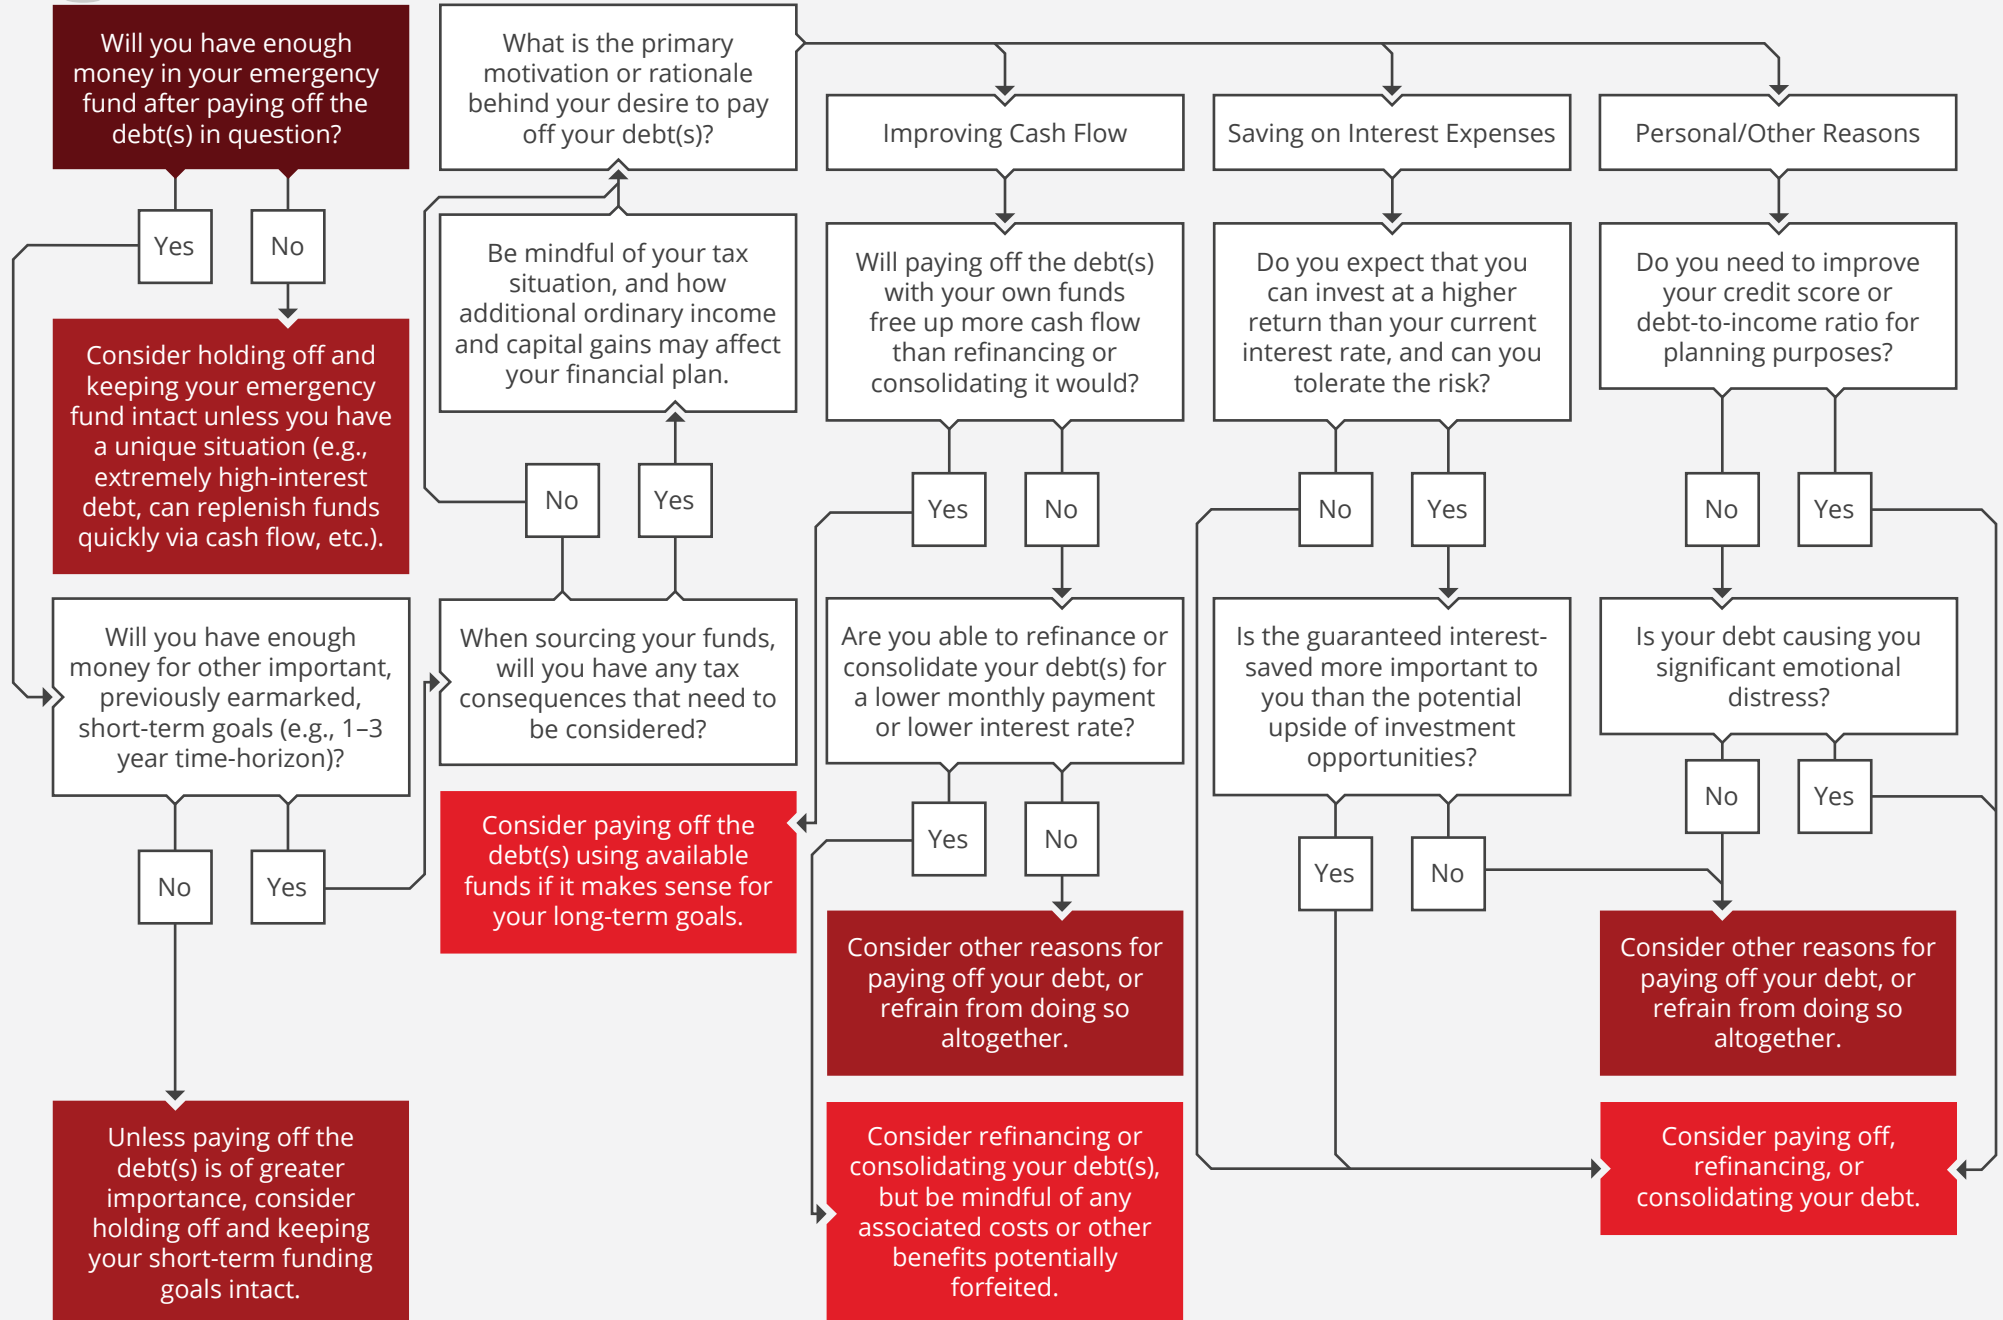 Will you have enough
money in your emergency
fund after paying off the
debt(s) in question?
Yes
No
Consider holding off and
keeping your emergency
fund intact unless you have
a unique situation (e.g.,
extremely high-interest
debt, can replenish funds
quickly via cash flow, etc.).
Will you have enough
money for other important,
previously earmarked,
short-term goals (e.g., 1–3
year time-horizon)?
No
Yes
Unless paying off the
debt(s) is of greater
importance, consider
holding off and keeping
your short-term funding
goals intact.
What is the primary
motivation or rationale
behind your desire to pay
off your debt(s)?
Be mindful of your tax
situation, and how
additional ordinary income
and capital gains may affect
your financial plan.
No
Yes
When sourcing your funds,
will you have any tax
consequences that need to
be considered?
Consider paying off the
debt(s) using available
funds if it makes sense for
your long-term goals.
Improving Cash Flow
Will paying off the debt(s)
with your own funds
free up more cash flow
than refinancing or
consolidating it would?
Yes
No
Are you able to refinance or
consolidate your debt(s) for
a lower monthly payment
or lower interest rate?
Yes
No
Consider other reasons for
paying off your debt, or
refrain from doing so
altogether.
Consider refinancing or
consolidating your debt(s),
but be mindful of any
associated costs or other
benefits potentially
forfeited.
Saving on Interest Expenses
Do you expect that you
can invest at a higher
return than your current
interest rate, and can you
tolerate the risk?
No
Yes
Is the guaranteed interest-
saved more important to
you than the potential
upside of investment
opportunities?
Yes
No
Personal/Other Reasons
Do you need to improve
your credit score or
debt-to-income ratio for
planning purposes?
No
Yes
Is your debt causing you
significant emotional
distress?
No
Yes
Consider other reasons for
paying off your debt, or
refrain from doing so
altogether.
Consider paying off,
refinancing, or
consolidating your debt.